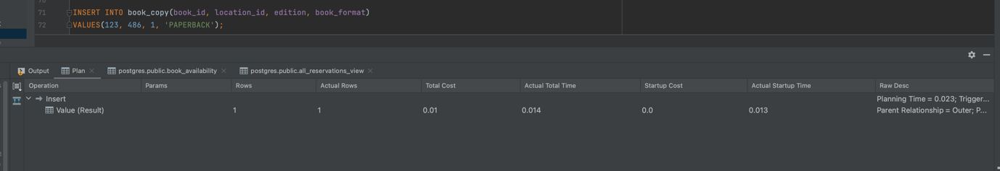 71 INSERT INTO book_copy(book_id, location_id, edition, book_format)
72 VALUES(123, 486, 1, 'PAPERBACK');
Output Plan postgres.public.book_availability postgres.public.all_reservations_view
Operation Params Rows Actual Rows Total Cost Actual Total Time Startup Cost Actual Startup Time Raw Desc
Insert Planning Time = 0.023; Trigger...
Value (Result) 1 1 0.01 0.014 0.0 0.013 Parent Relationship = Outer; P...